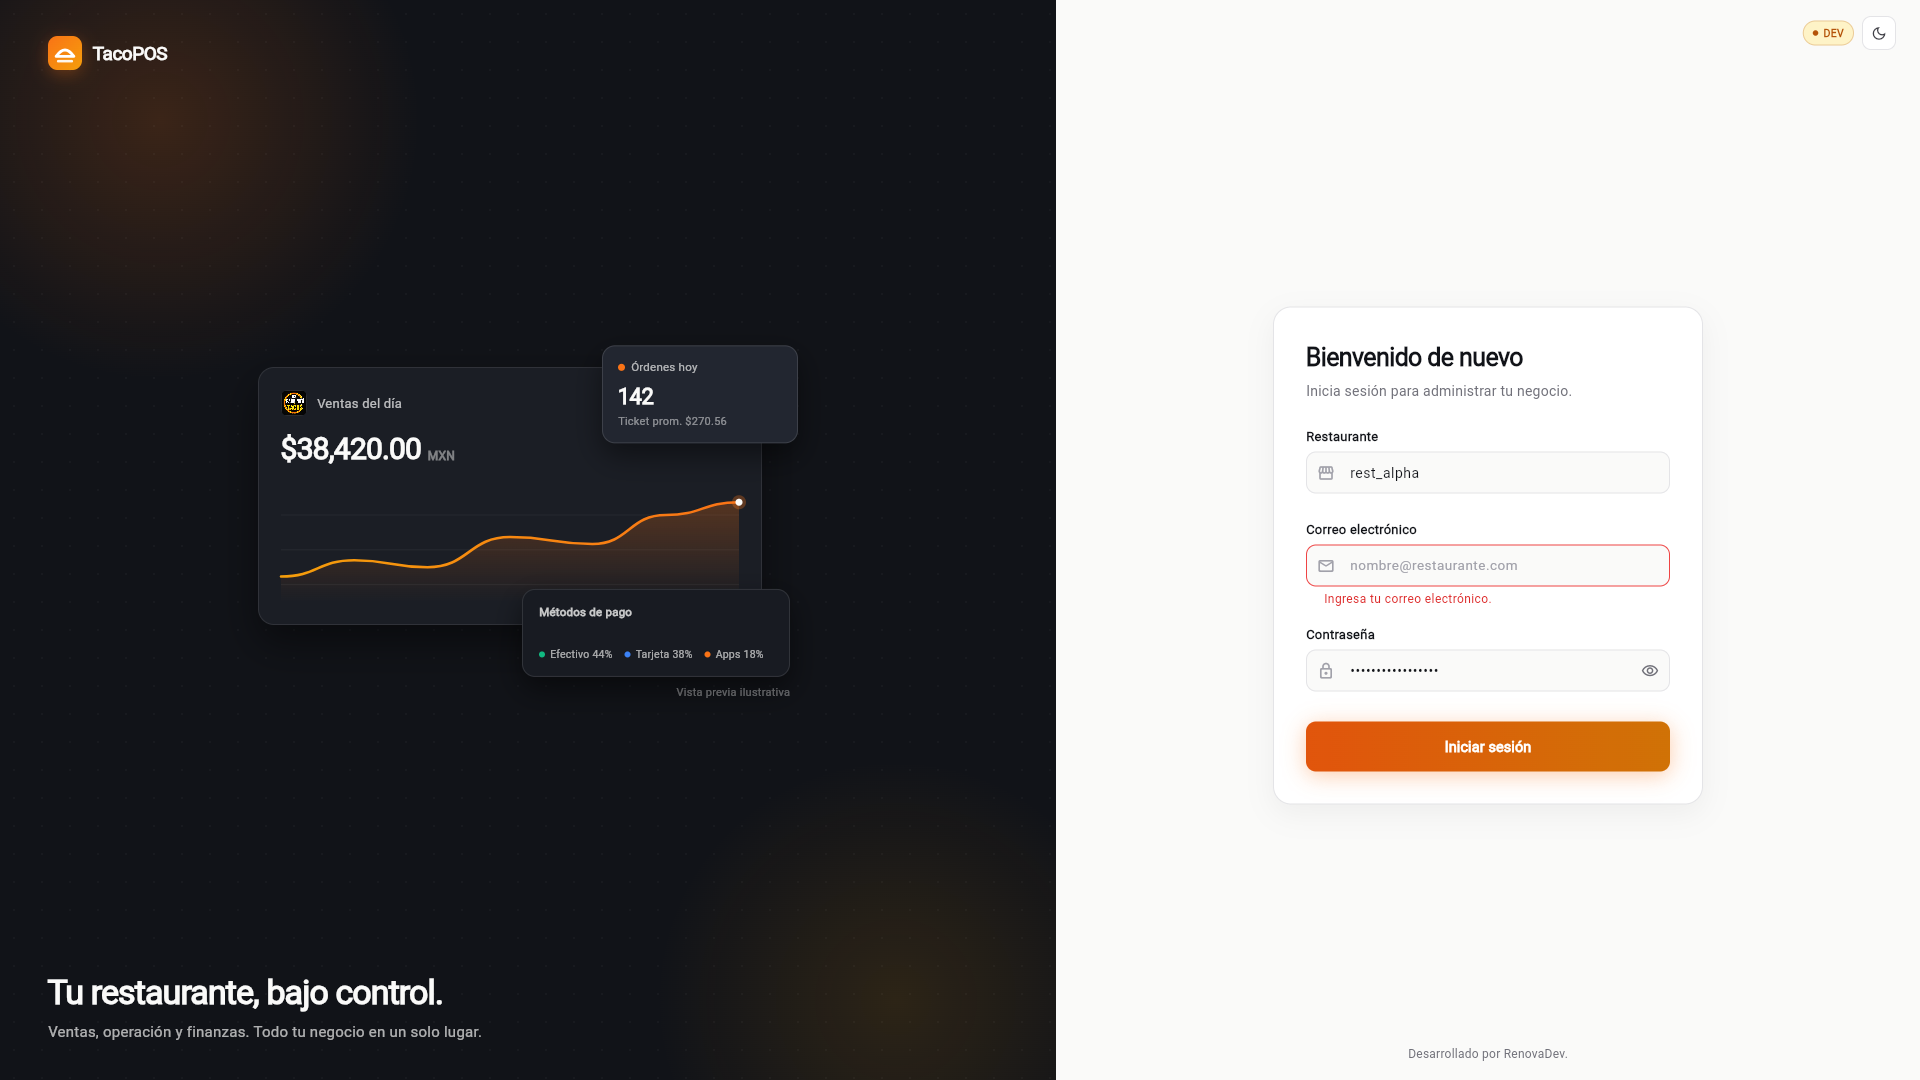 TacoPOS
Órdenes hoy
142
Ticket prom. $270.56
Ventas del día
$38,420.00 MXN
Métodos de pago
Efectivo 44% Tarjeta 38% Apps 18%
Vista previa ilustrativa
Tu restaurante, bajo control.
Ventas, operación y finanzas. Todo tu negocio en un solo lugar.
DEV
Bienvenido de nuevo
Inicia sesión para administrar tu negocio.
Restaurante
rest_alpha
Correo electrónico
nombre@restaurante.com
Ingresa tu correo electrónico.
Contraseña
•••••••••••••••••
Iniciar sesión
Desarrollado por RenovaDev.